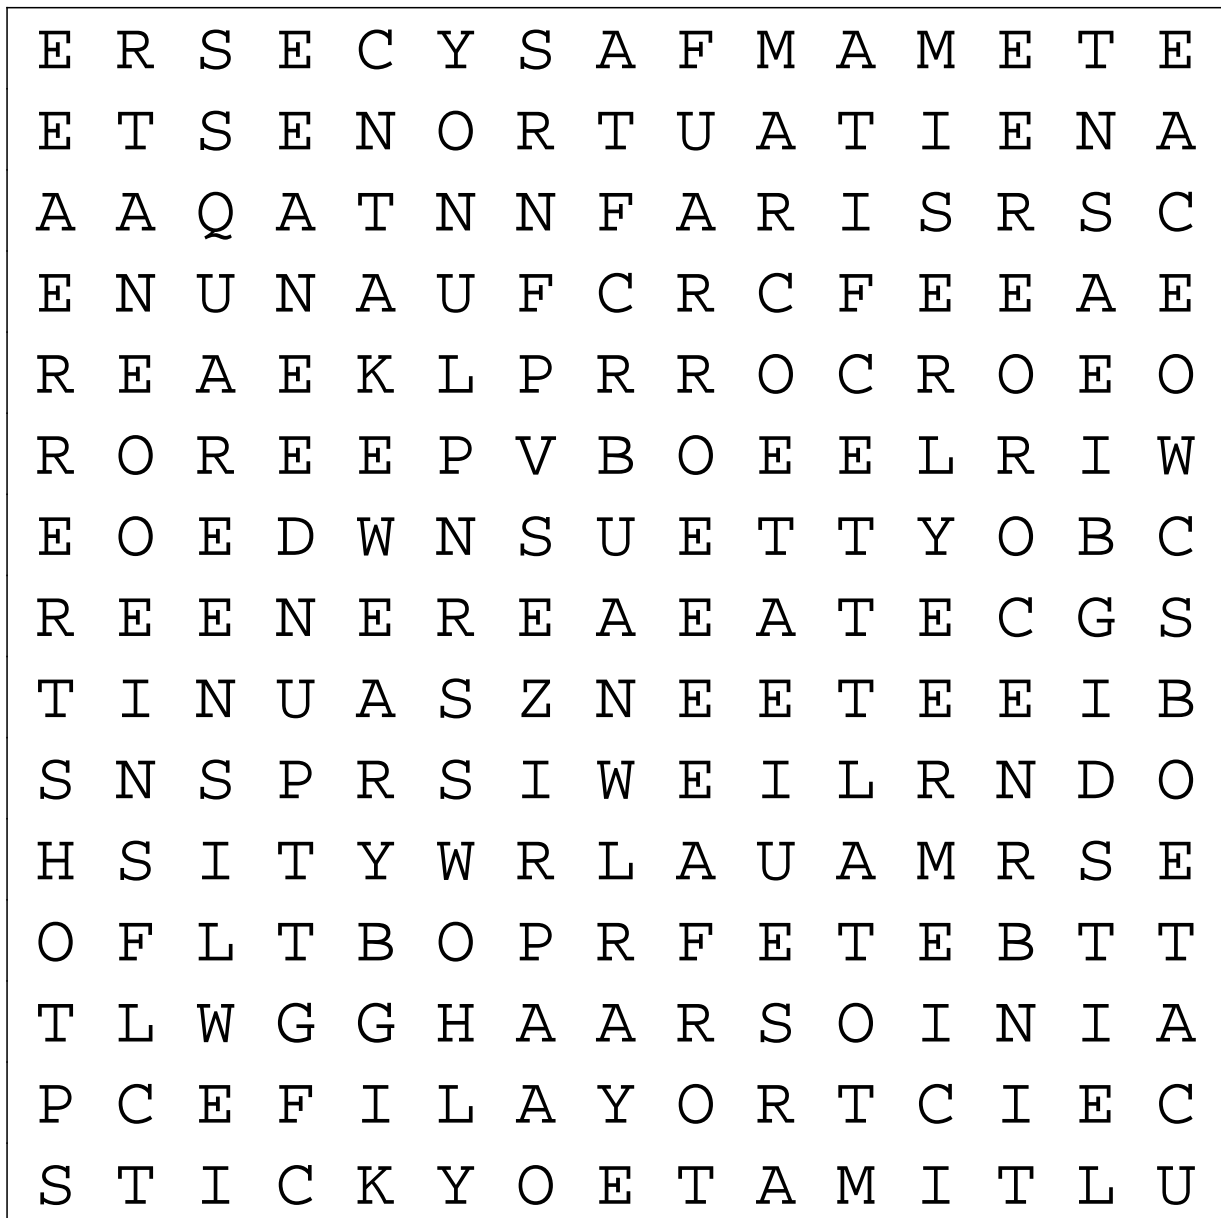 E R S E C Y S A F M A M E T E
E T S E N O R T U A T I E N A
A A Q A T N N F A R I S R S C
E N U N A U F C R C F E E A E
R E A E K L P R R O C R O E O
R O R E E P V B O E E L R I W
E O E D W N S U E T T Y O B C
R E E N E R E A E A T E C G S
T I N U A S Z N E E T E E I B
S N S P R S I W E I L R N D O
H S I T Y W R L A U A M R S E
O F L T B O P R F E T E B T T
T L W G G H A A R S O I N I A
P C E F I L A Y O R T C I E C
S T I C K Y O E T A M I T L U